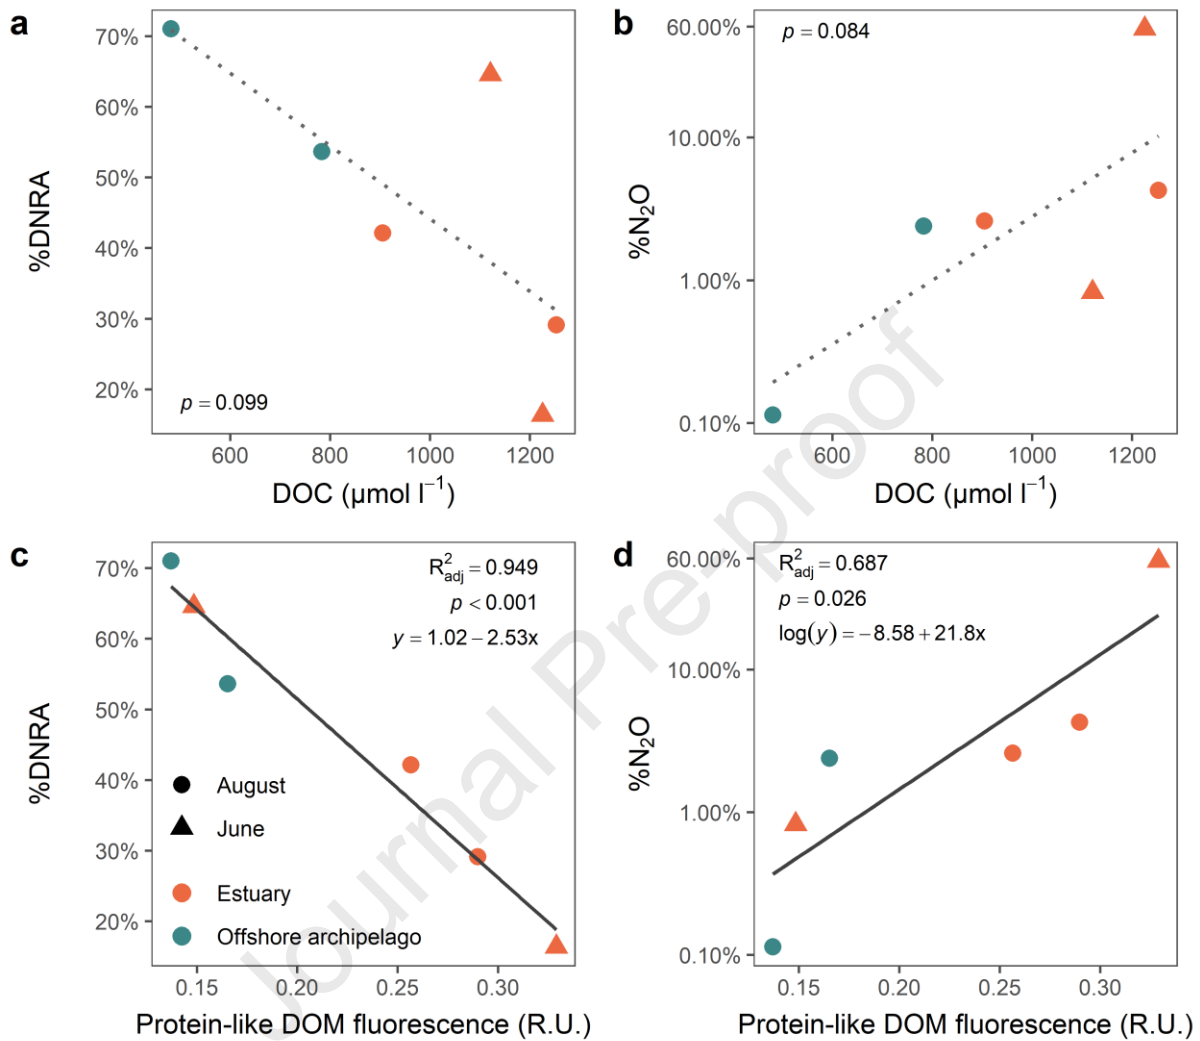 a
70%
60%
50%
40%
30%
20%
%DNRA
p = 0.099
600 800 1000 1200
DOC (μmol l⁻¹)
b
60.00%
10.00%
1.00%
0.10%
%N₂O
p = 0.084
600 800 1000 1200
DOC (μmol l⁻¹)
c
70%
60%
50%
40%
30%
20%
%DNRA
R²adj = 0.949
p < 0.001
y = 1.02 − 2.53x
August
June
Estuary
Offshore archipelago
0.15 0.20 0.25 0.30
Protein-like DOM fluorescence (R.U.)
d
60.00%
10.00%
1.00%
0.10%
%N₂O
R²adj = 0.687
p = 0.026
log(y) = −8.58 + 21.8x
0.15 0.20 0.25 0.30
Protein-like DOM fluorescence (R.U.)
Journal Pre-proof